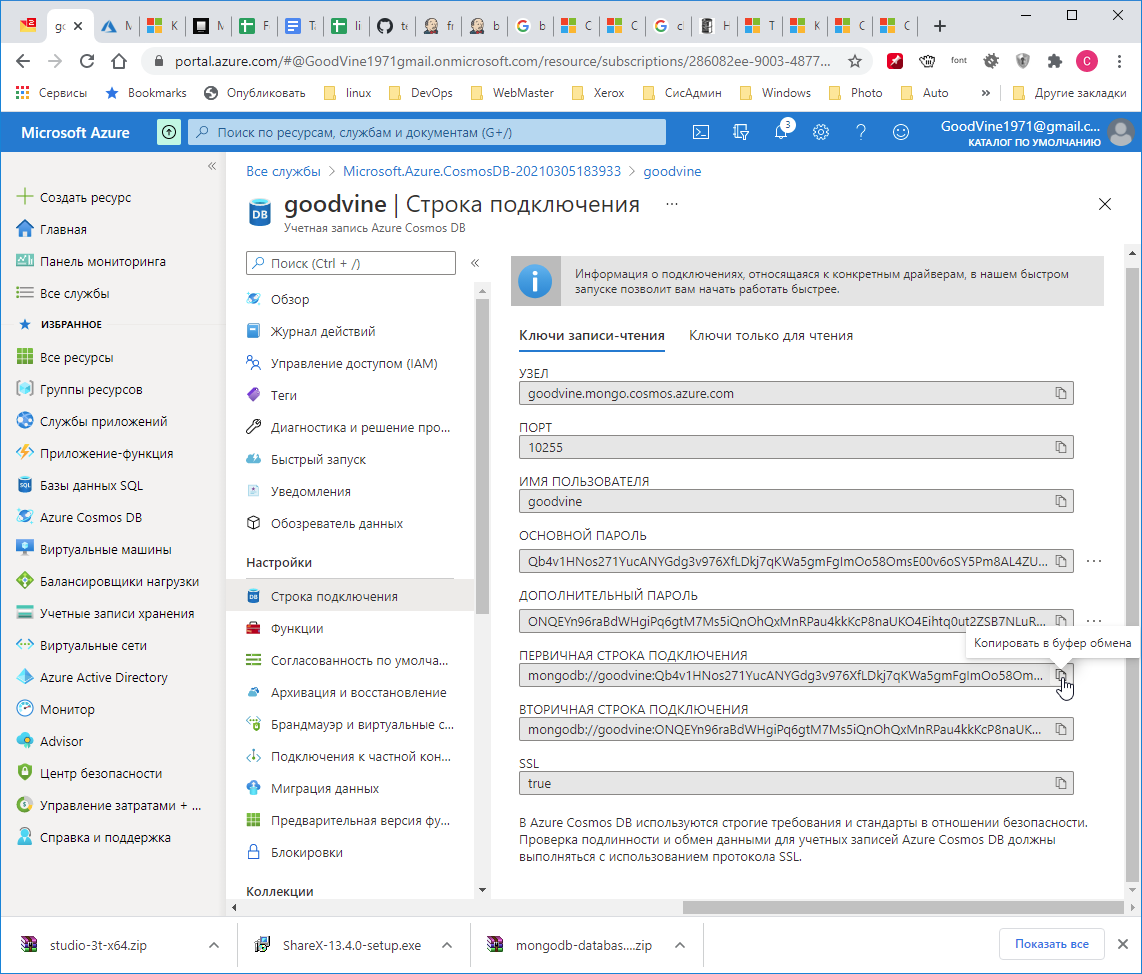 gc
M
K
M
F
Т
li
te
fr
b
b
C
C
cl
H
T
K
C
C
portal.azure.com/#@GoodVine1971gmail.onmicrosoft.com/resource/subscriptions/286082ee-9003-4877...
font
C
Сервисы
Bookmarks
Опубликовать
linux
DevOps
WebMaster
Xerox
СисАдмин
Windows
Photo
Auto
»
Другие закладки
Microsoft Azure
Поиск по ресурсам, службам и документам (G+/)
3
GoodVine1971@gmail.c...
КАТАЛОГ ПО УМОЛЧАНИЮ
«
Создать ресурс
Главная
Панель мониторинга
Все службы
ИЗБРАННОЕ
Все ресурсы
Группы ресурсов
Службы приложений
Приложение-функция
Базы данных SQL
Azure Cosmos DB
Виртуальные машины
Балансировщики нагрузки
Учетные записи хранения
Виртуальные сети
Azure Active Directory
Монитор
Advisor
Центр безопасности
Управление затратами + ...
Справка и поддержка
Все службы > Microsoft.Azure.CosmosDB-20210305183933 > goodvine
goodvine | Строка подключения ...
Учетная запись Azure Cosmos DB
Поиск (Ctrl + /)
«
Обзор
Журнал действий
Управление доступом (IAM)
Теги
Диагностика и решение про...
Быстрый запуск
Уведомления
Обозреватель данных
Настройки
Строка подключения
Функции
Согласованность по умолча...
Архивация и восстановление
Брандмауэр и виртуальные с...
Подключения к частной кон...
Миграция данных
Предварительная версия фу...
Блокировки
Коллекции
Информация о подключениях, относящаяся к конкретным драйверам, в нашем быстром
запуске позволит вам начать работать быстрее.
Ключи записи-чтения
Ключи только для чтения
УЗЕЛ
goodvine.mongo.cosmos.azure.com
ПОРТ
10255
ИМЯ ПОЛЬЗОВАТЕЛЯ
goodvine
ОСНОВНОЙ ПАРОЛЬ
Qb4v1HNos271YucANYGdg3v976XfLDkj7qKWa5gmFgImOo58OmsE00v6oSY5Pm8AL4ZU...
ДОПОЛНИТЕЛЬНЫЙ ПАРОЛЬ
ONQEYn96raBdWHgiPq6gtM7Ms5iQnOhQxMnRPau4kkKcP8naUKO4Eihtq0ut2ZSB7NLuR...
Копировать в буфер обмена
ПЕРВИЧНАЯ СТРОКА ПОДКЛЮЧЕНИЯ
mongodb://goodvine:Qb4v1HNos271YucANYGdg3v976XfLDkj7qKWa5gmFgImOo58Om...
ВТОРИЧНАЯ СТРОКА ПОДКЛЮЧЕНИЯ
mongodb://goodvine:ONQEYn96raBdWHgiPq6gtM7Ms5iQnOhQxMnRPau4kkKcP8naUK...
SSL
true
В Azure Cosmos DB используются строгие требования и стандарты в отношении безопасности.
Проверка подлинности и обмен данными для учетных записей Azure Cosmos DB должны
выполняться с использованием протокола SSL.
studio-3t-x64.zip
ShareX-13.4.0-setup.exe
mongodb-databas....zip
Показать все